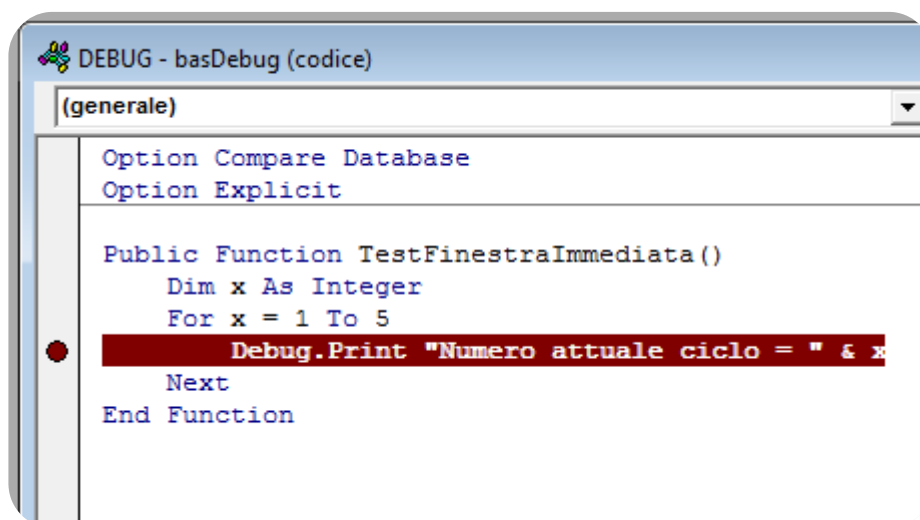 DEBUG - basDebug (codice)
(generale)
Option Compare Database
Option Explicit
Public Function TestFinestraImmediata()
Dim x As Integer
For x = 1 To 5
Debug.Print "Numero attuale ciclo = " & x
Next
End Function